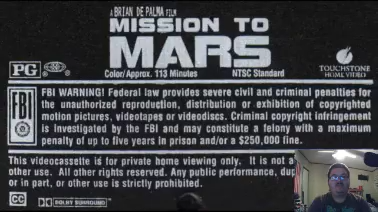 A BRIAN DE PALMA FILM
MISSION TO
MARS
PG
Color/Approx. 113 Minutes NTSC Standard
TOUCHSTONE
HOME VIDEO
FBI
FBI WARNING! Federal law provides severe civil and criminal penalties for
the unauthorized reproduction, distribution or exhibition of copyrighted
motion pictures, videotapes or videodiscs. Criminal copyright infringement
is investigated by the FBI and may constitute a felony with a maximum
penalty of up to five years in prison and/or a $250,000 fine.
This videocassette is for private home viewing only. It is not a
other use. All other rights reserved. Any public performance, dup
or in part, or other use is strictly prohibited.
CC DOLBY SURROUND